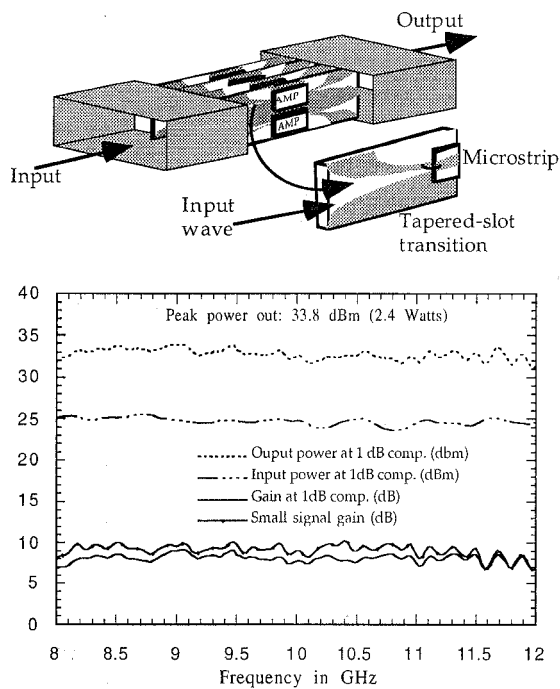 Output
AMP
AMP
Input
Microstrip
Input
wave
Tapered-slot
transition
40
35
30
25
20
15
10
5
0
Peak power out: 33.8 dBm (2.4 Watts)
Ouput power at 1 dB comp. (dbm)
Input power at 1dB comp. (dBm)
Gain at 1dB comp. (dB)
Small signal gain (dB)
8 8.5 9 9.5 10 10.5 11 11.5 12
Frequency in GHz